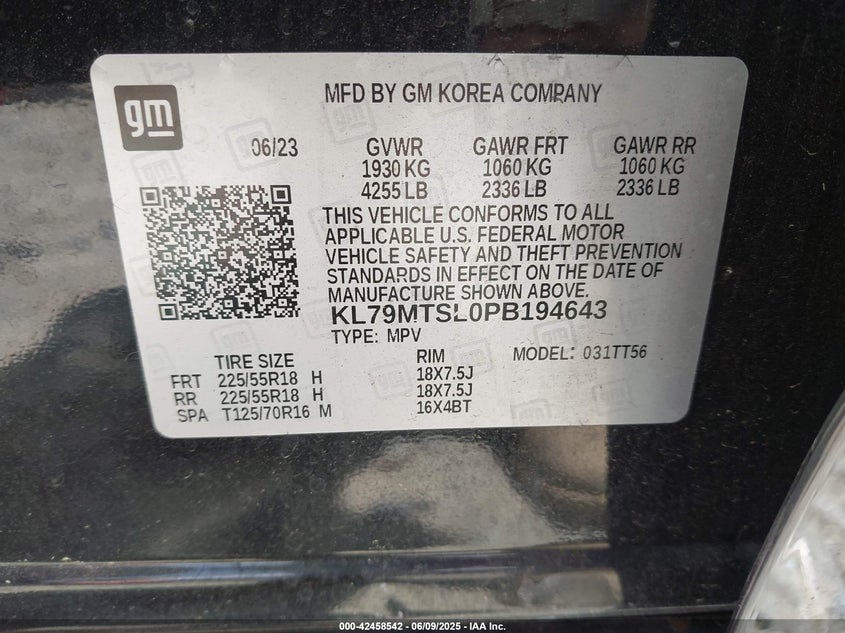 gm
MFD BY GM KOREA COMPANY
06/23 GVWR GAWR FRT GAWR RR
1930 KG 1060 KG 1060 KG
4255 LB 2336 LB 2336 LB
THIS VEHICLE CONFORMS TO ALL
APPLICABLE U.S. FEDERAL MOTOR
VEHICLE SAFETY AND THEFT PREVENTION
STANDARDS IN EFFECT ON THE DATE OF
MANUFACTURE SHOWN ABOVE.
KL79MTSL0PB194643
TYPE: MPV
TIRE SIZE RIM MODEL: 031TT56
FRT 225/55R18 H 18X7.5J
RR 225/55R18 H 18X7.5J
SPA T125/70R16 M 16X4BT
000-42458542 / 06/09/2025 - IAA Inc.